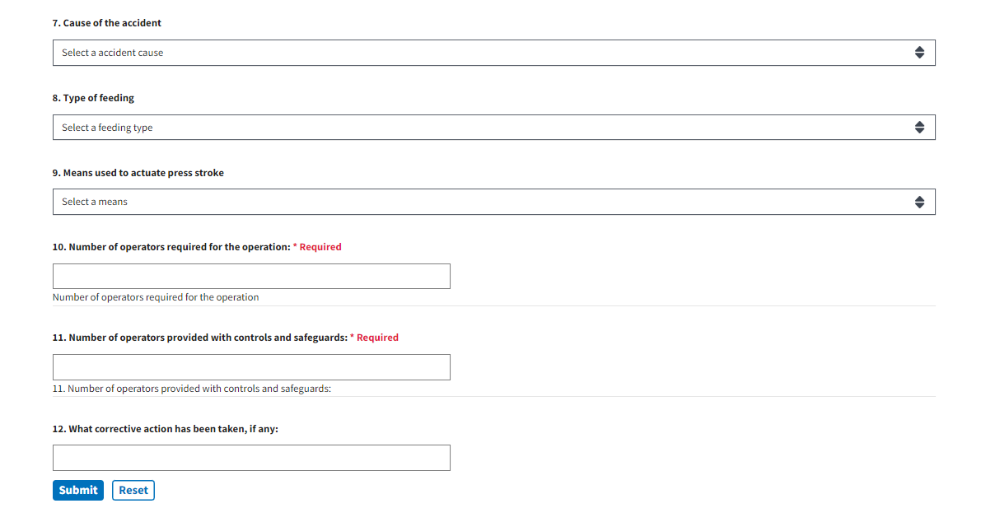 7. Cause of the accident
Select a accident cause
8. Type of feeding
Select a feeding type
9. Means used to actuate press stroke
Select a means
10. Number of operators required for the operation: * Required
Number of operators required for the operation
11. Number of operators provided with controls and safeguards: * Required
11. Number of operators provided with controls and safeguards:
12. What corrective action has been taken, if any:
Submit Reset